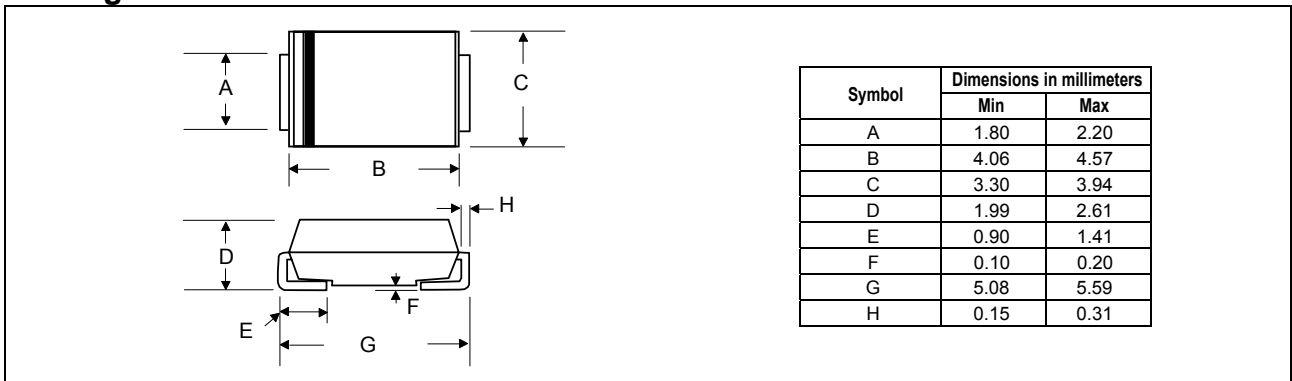 A
C
B
H
D
F
E
G
Symbol Dimensions in millimeters
Min Max
A 1.80 2.20
B 4.06 4.57
C 3.30 3.94
D 1.99 2.61
E 0.90 1.41
F 0.10 0.20
G 5.08 5.59
H 0.15 0.31